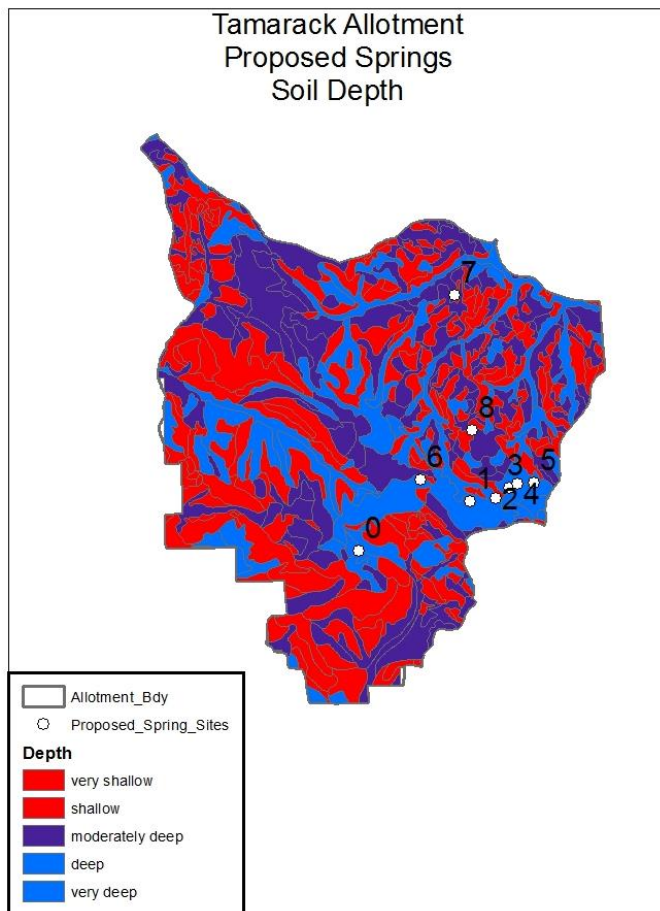 Tamarack Allotment
Proposed Springs
Soil Depth
7
8
6
3
5
1
4
2
0
Allotment_Bdy
Proposed_Spring_Sites
Depth
very shallow
shallow
moderately deep
deep
very deep